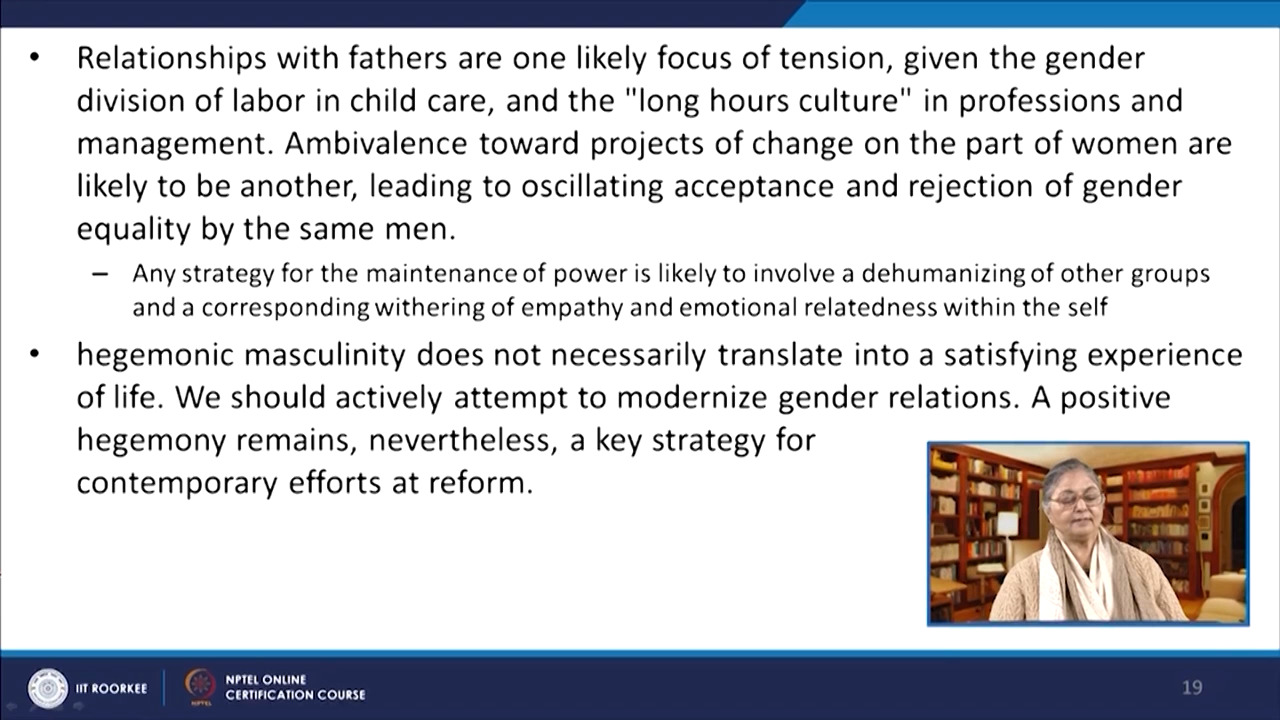 • Relationships with fathers are one likely focus of tension, given the gender
division of labor in child care, and the "long hours culture" in professions and
management. Ambivalence toward projects of change on the part of women are
likely to be another, leading to oscillating acceptance and rejection of gender
equality by the same men.
– Any strategy for the maintenance of power is likely to involve a dehumanizing of other groups
and a corresponding withering of empathy and emotional relatedness within the self
• hegemonic masculinity does not necessarily translate into a satisfying experience
of life. We should actively attempt to modernize gender relations. A positive
hegemony remains, nevertheless, a key strategy for
contemporary efforts at reform.
IIT ROORKEE
NPTEL
NPTEL ONLINE
CERTIFICATION COURSE
19